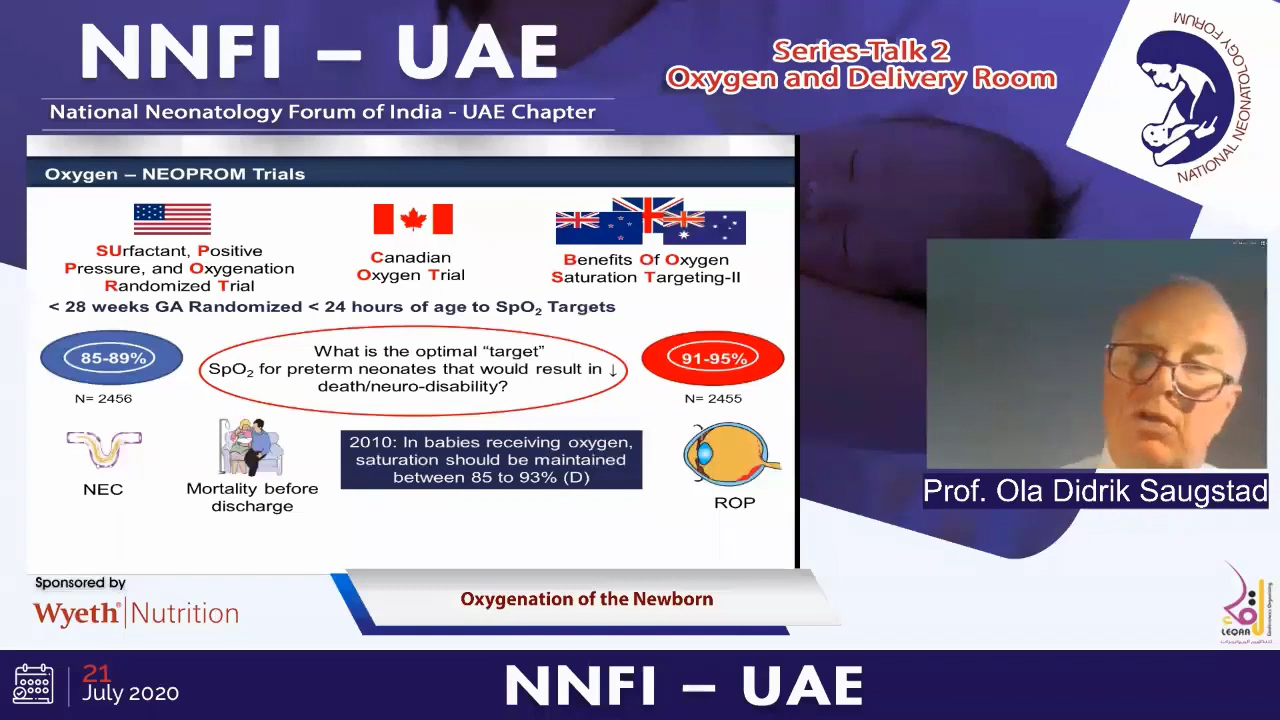 NNFI – UAE
National Neonatology Forum of India - UAE Chapter
Series-Talk 2
Oxygen and Delivery Room
NATIONAL NEONATOLOGY FORUM
Oxygen – NEOPROM Trials
SUrfactant, Positive
Pressure, and Oxygenation
Randomized Trial
Canadian
Oxygen Trial
Benefits Of Oxygen
Saturation Targeting-II
< 28 weeks GA Randomized < 24 hours of age to SpO₂ Targets
85-89%
N= 2456
What is the optimal “target”
SpO₂ for preterm neonates that would result in ↓
death/neuro-disability?
91-95%
N= 2455
NEC
Mortality before
discharge
2010: In babies receiving oxygen,
saturation should be maintained
between 85 to 93% (D)
ROP
Prof. Ola Didrik Saugstad
Sponsored by
Wyeth® | Nutrition
Oxygenation of the Newborn
LEQAA
21
July 2020
NNFI – UAE